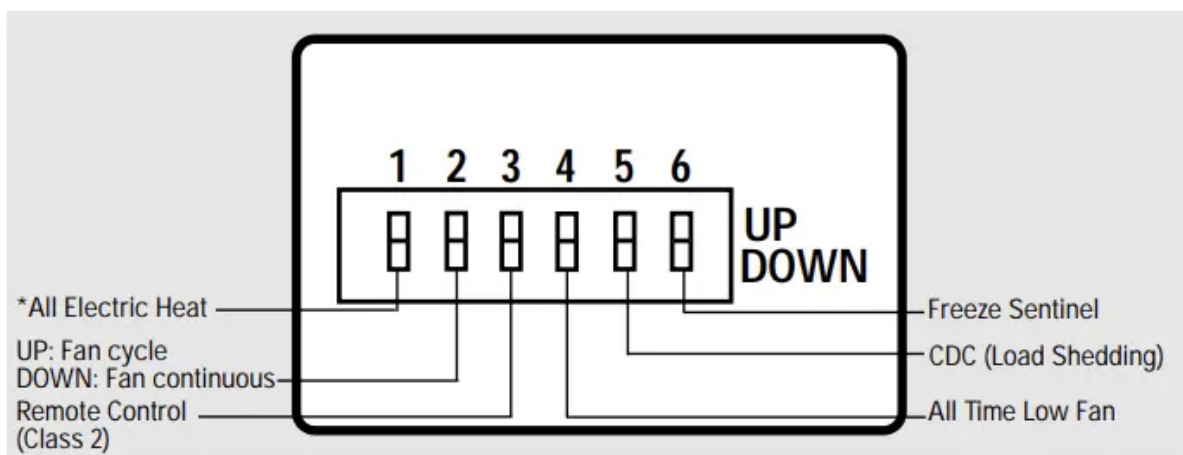 1 2 3 4 5 6
UP
DOWN
*All Electric Heat
UP: Fan cycle
DOWN: Fan continuous
Remote Control
(Class 2)
Freeze Sentinel
CDC (Load Shedding)
All Time Low Fan